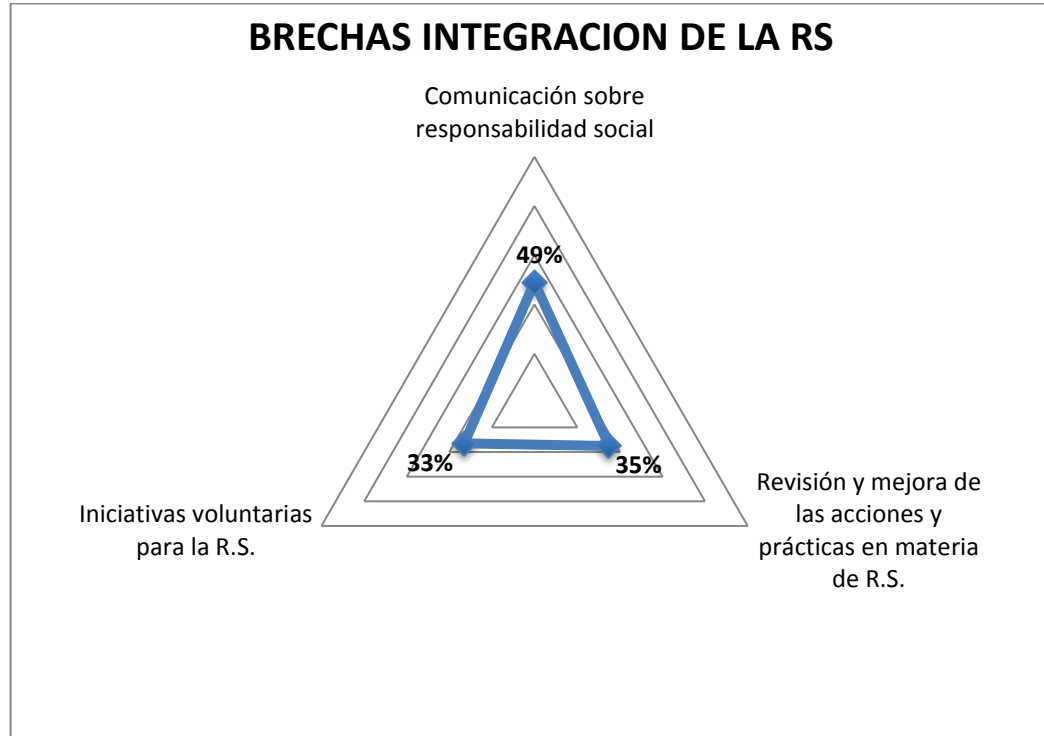 BRECHAS INTEGRACION DE LA RS
Comunicación sobre
responsabilidad social
49%
33%
35%
Iniciativas voluntarias
para la R.S.
Revisión y mejora de
las acciones y
prácticas en materia
de R.S.